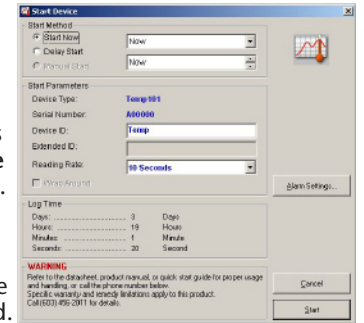 Start Device
Start Method
Start Now
Now
Delay Start
Now
Manual Start
Start Parameters
Device Type: Temp101
Serial Number: A00000
Device ID: Temp
Extended ID:
Reading Rate: 10 Seconds
Wrap Around
Alarm Settings...
Log Time
Days: 3 Days
Hours: 19 Hours
Minutes: 1 Minute
Seconds: 20 Second
WARNING
Refer to the datasheet, product manual, or quick start guide for proper usage
and handling, or call the phone number below.
Specific warranty and remedy limitations apply to this product.
Call (603) 456-2011 for details.
Cancel
Start